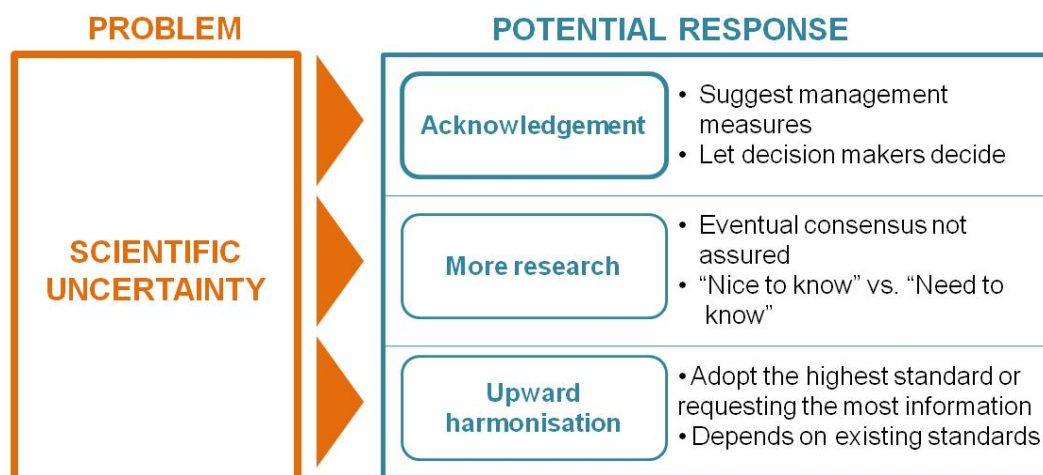 PROBLEM
POTENTIAL RESPONSE
SCIENTIFIC
UNCERTAINTY
Acknowledgement
• Suggest management
measures
• Let decision makers decide
More research
• Eventual consensus not
assured
• “Nice to know” vs. “Need to
know”
Upward
harmonisation
• Adopt the highest standard or
requesting the most information
• Depends on existing standards